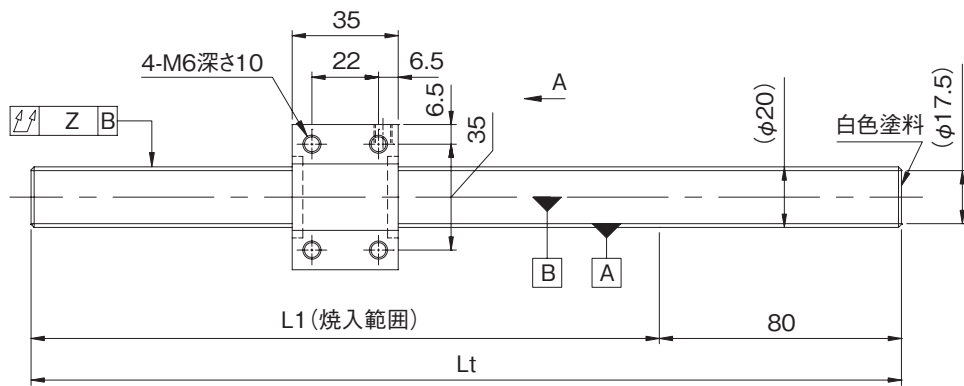 35
4-M6深さ10
22
6.5
6.5
35
A
(φ20)
白色塗料
(φ17.5)
Z B
B
A
L1(焼入範囲)
80
Lt